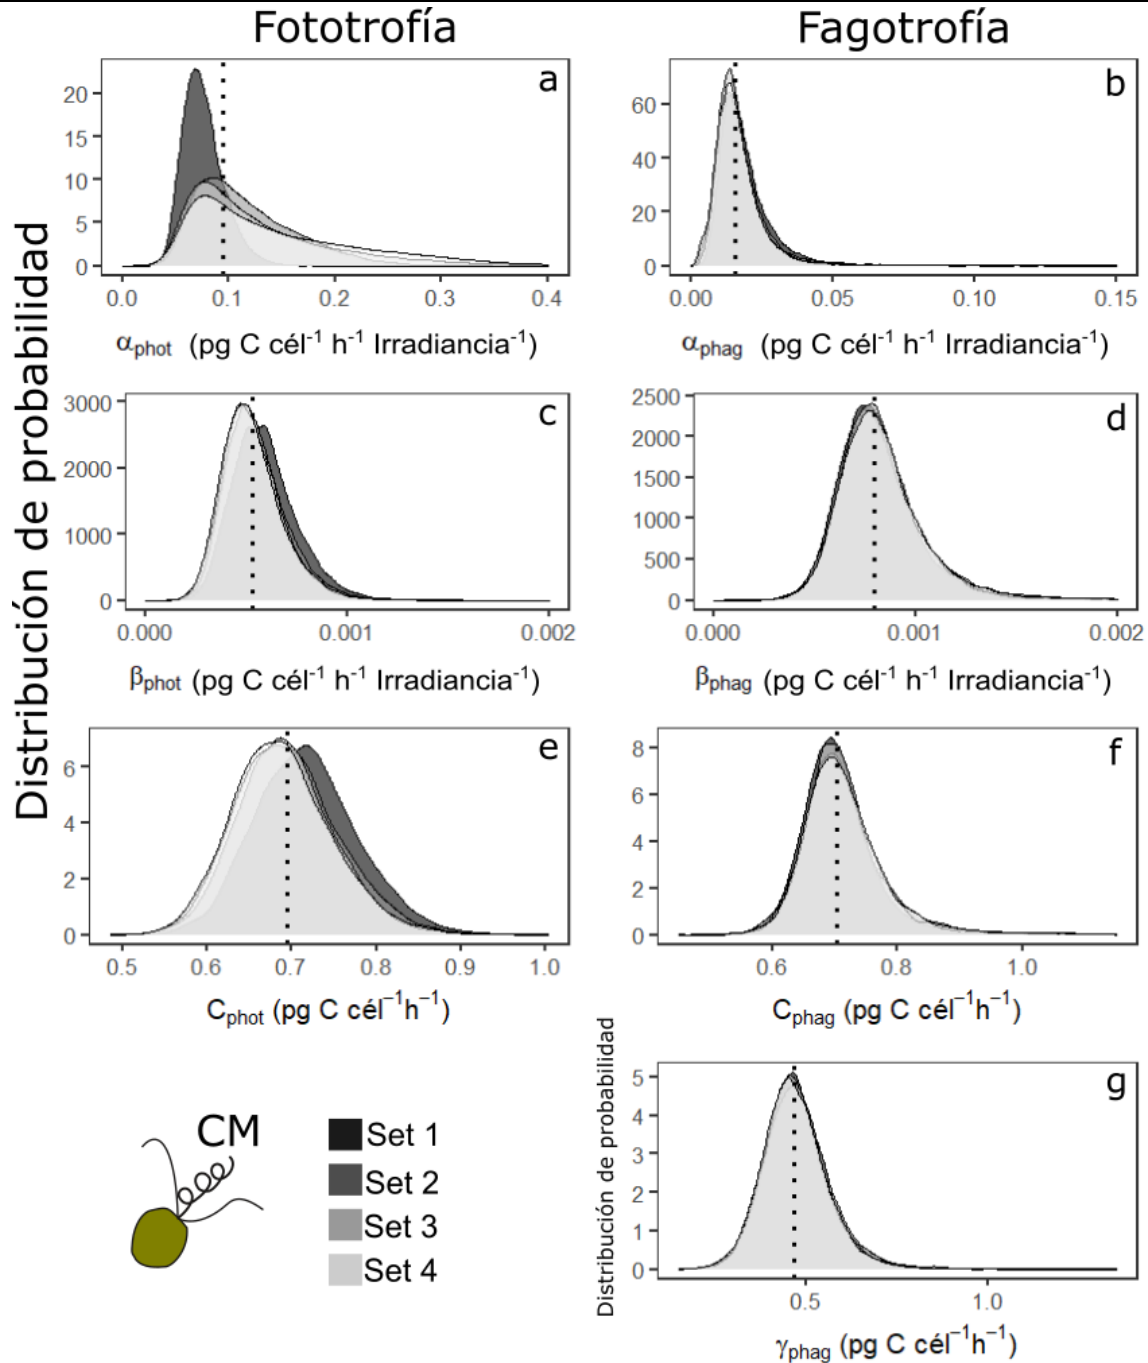 Fototrofía
Fagotrofía
Distribución de probabilidad
a
20
15
10
5
0
0.0 0.1 0.2 0.3 0.4
αphot (pg C cél⁻¹ h⁻¹ Irradiancia⁻¹)
b
60
40
20
0
0.00 0.05 0.10 0.15
αphag (pg C cél⁻¹ h⁻¹ Irradiancia⁻¹)
c
3000
2000
1000
0
0.000 0.001 0.002
βphot (pg C cél⁻¹ h⁻¹ Irradiancia⁻¹)
d
2500
2000
1500
1000
500
0
0.000 0.001 0.002
βphag (pg C cél⁻¹ h⁻¹ Irradiancia⁻¹)
e
6
4
2
0
0.5 0.6 0.7 0.8 0.9 1.0
Cphot (pg C cél⁻¹h⁻¹)
f
8
6
4
2
0
0.6 0.8 1.0
Cphag (pg C cél⁻¹h⁻¹)
CM
Set 1
Set 2
Set 3
Set 4
Distribución de probabilidad
g
5
4
3
2
1
0
0.5 1.0
γphag (pg C cél⁻¹h⁻¹)